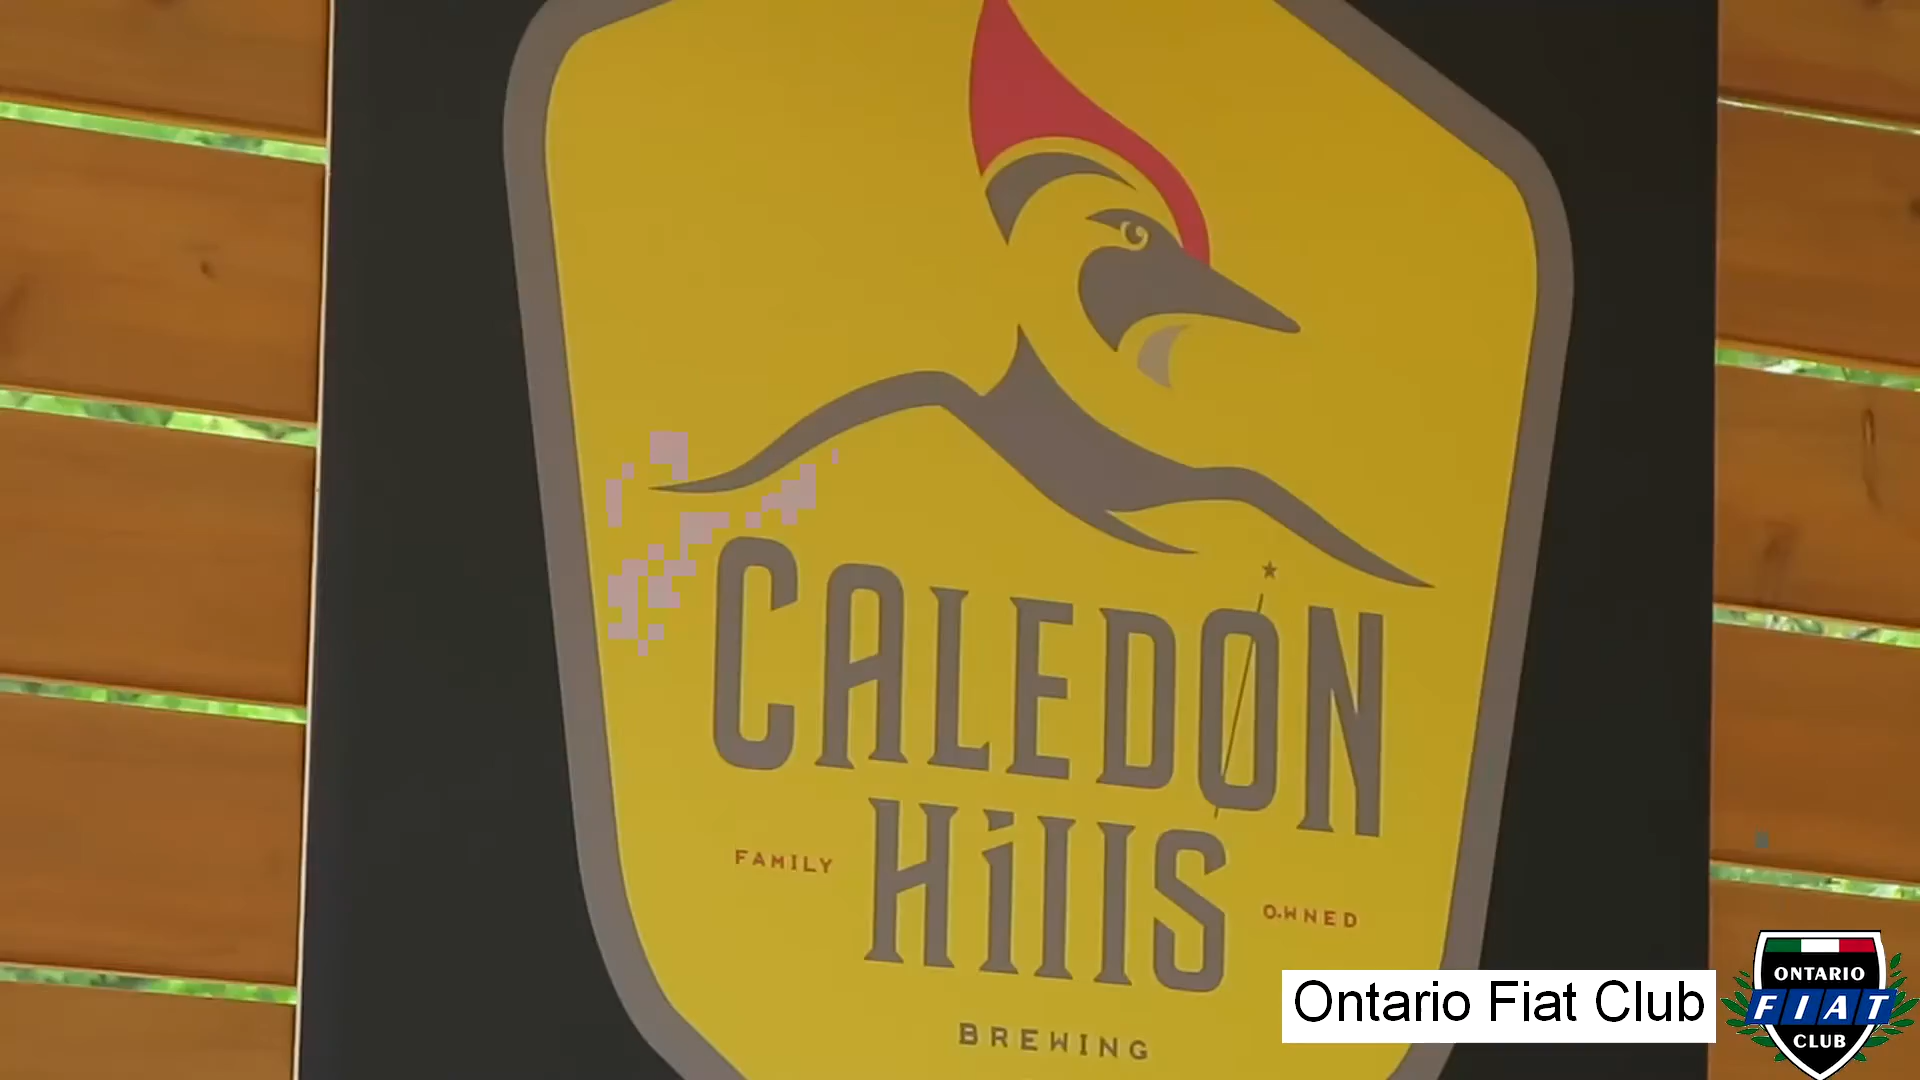 CALEDON
Hills
FAMILY
OWNED
BREWING
Ontario Fiat Club
ONTARIO
FIAT
CLUB